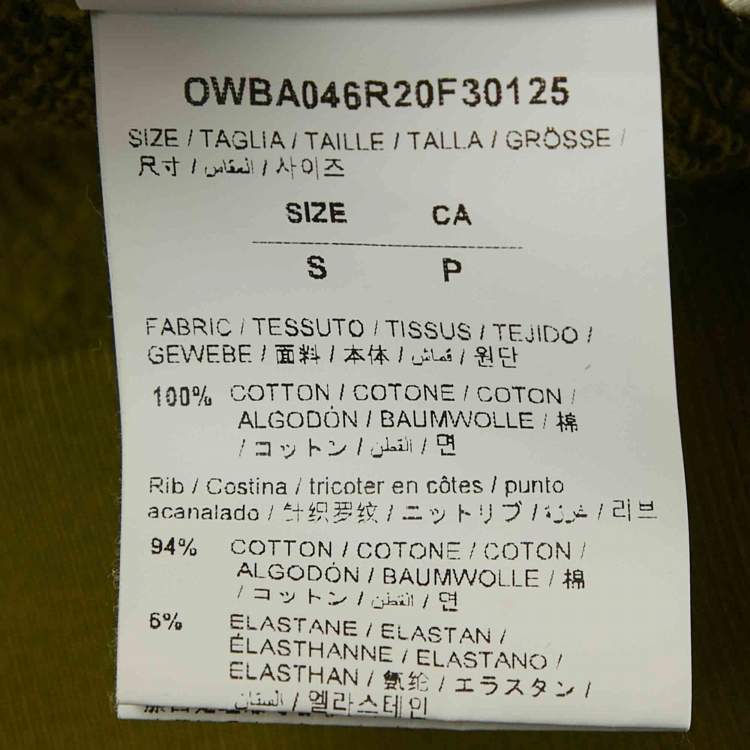 OWBA046R20F30125
SIZE / TAGLIA / TAILLE / TALLA / GRÖSSE /
尺寸 / المقاس / 사이즈
SIZE CA
S P
FABRIC / TESSUTO / TISSUS / TEJIDO /
GEWEBE / 面料 / 本体 / قماش / 원단
100% COTTON / COTONE / COTON /
ALGODÓN / BAUMWOLLE / 棉
/ コットン / القطن / 면
Rib / Costina / tricoter en côtes / punto
acanalado / 针织罗纹 / ニットリブ / غرزة / 리브
94% COTTON / COTONE / COTON /
ALGODÓN / BAUMWOLLE / 棉
/ コットン / القطن / 면
6% ELASTANE / ELASTAN /
ÉLASTHANNE / ELASTANO /
ELASTHAN / 氨纶 / エラスタン /
/ 엘라스테인